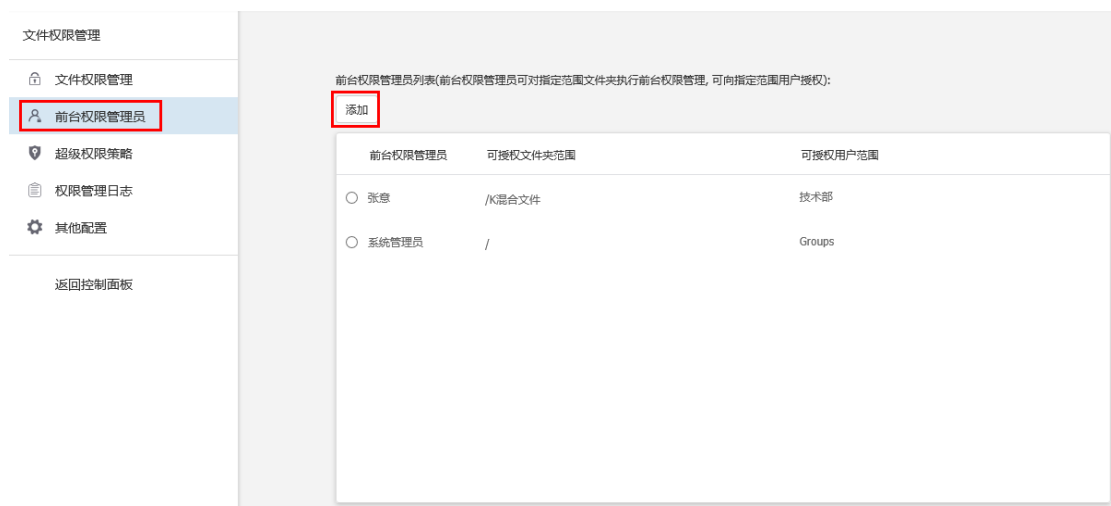 文件权限管理
文件权限管理
前台权限管理员
超级权限策略
权限管理日志
其他配置
返回控制面板
前台权限管理员列表(前台权限管理员可对指定范围文件夹执行前台权限管理, 可向指定范围用户授权):
添加
前台权限管理员 可授权文件夹范围 可授权用户范围
张意 /K混合文件 技术部
系统管理员 / Groups